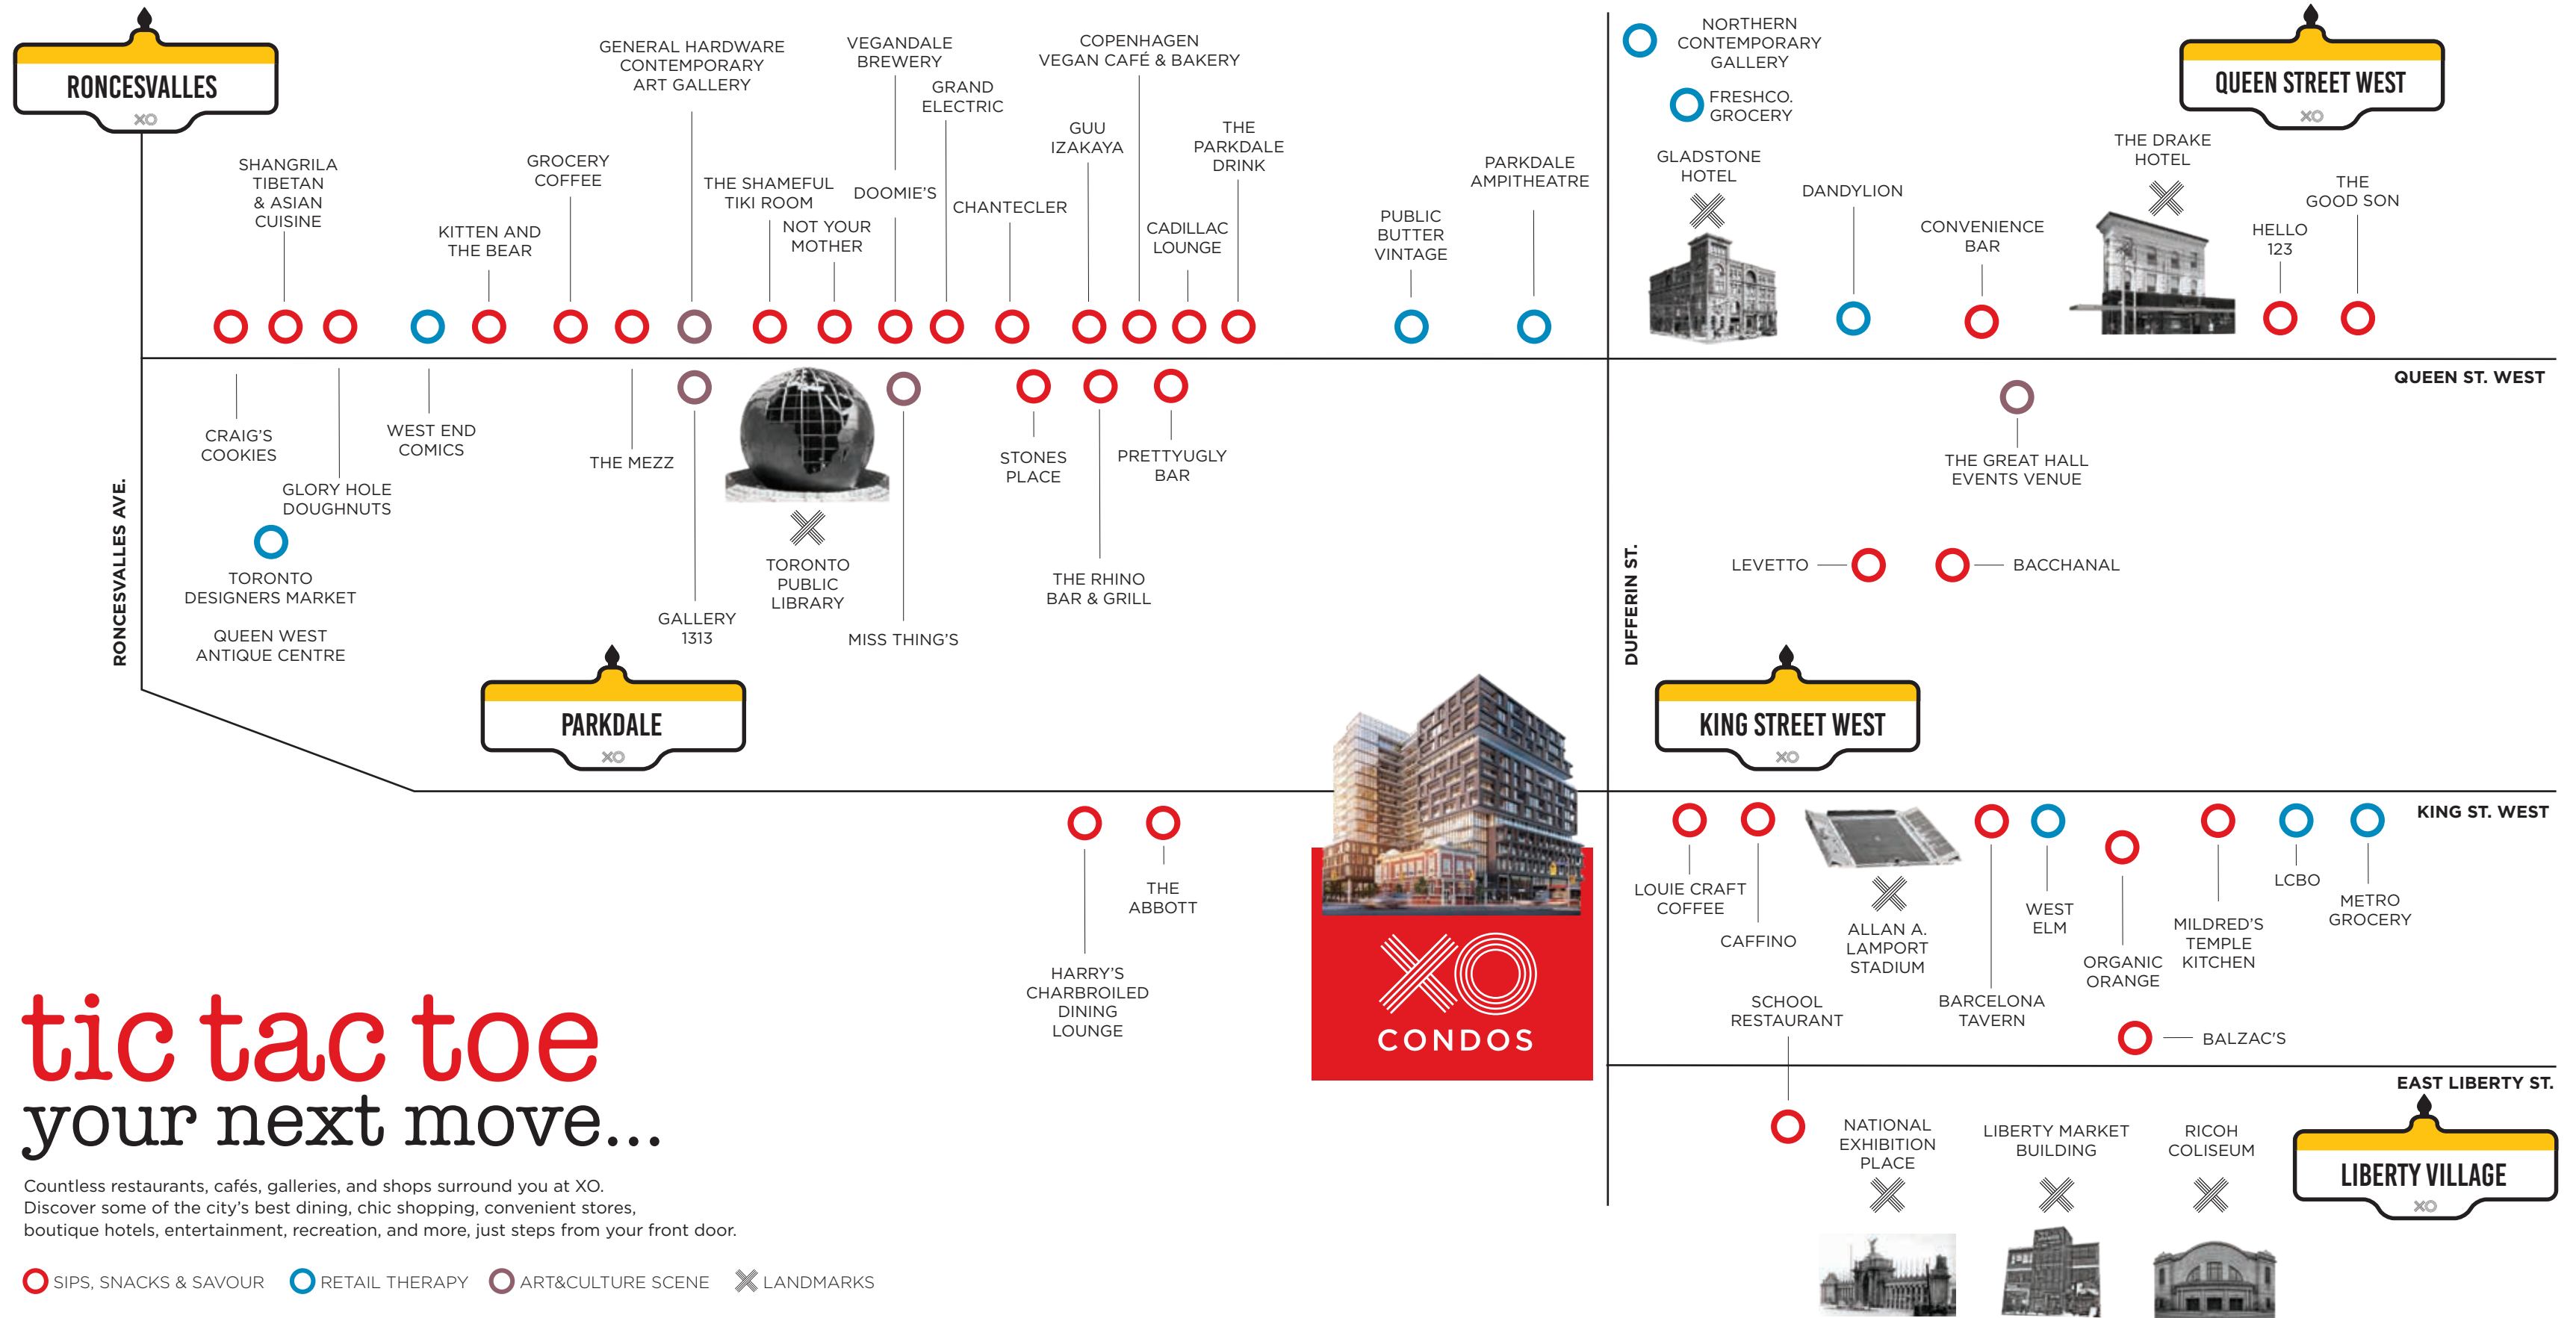 RONCESVALLES
XO
GENERAL HARDWARE
CONTEMPORARY
ART GALLERY
VEGANDALE
BREWERY
GRAND
ELECTRIC
COPENHAGEN
VEGAN CAFÉ & BAKERY
GUU
IZAKAYA
THE
PARKDALE
DRINK
SHANGRILA
TIBETAN
& ASIAN
CUISINE
KITTEN AND
THE BEAR
GROCERY
COFFEE
THE SHAMEFUL
TIKI ROOM
NOT YOUR
MOTHER
DOOMIE'S
CHANTECLER
CADILLAC
LOUNGE
PUBLIC
BUTTER
VINTAGE
PARKDALE
AMPITHEATRE
NORTHERN
CONTEMPORARY
GALLERY
FRESHCO.
GROCERY
GLADSTONE
HOTEL
DANDYLION
CONVENIENCE
BAR
THE DRAKE
HOTEL
QUEEN STREET WEST
XO
HELLO
123
THE
GOOD SON
QUEEN ST. WEST
CRAIG'S
COOKIES
GLORY HOLE
DOUGHNUTS
WEST END
COMICS
THE MEZZ
TORONTO
DESIGNERS MARKET
QUEEN WEST
ANTIQUE CENTRE
RONCESVALLES AVE.
GALLERY
1313
TORONTO
PUBLIC
LIBRARY
MISS THING'S
STONES
PLACE
THE RHINO
BAR & GRILL
PRETTYUGLY
BAR
THE GREAT HALL
EVENTS VENUE
LEVETTO
BACCHANAL
DUFFERIN ST.
PARKDALE
XO
KING STREET WEST
XO
KING ST. WEST
HARRY'S
CHARBROILED
DINING
LOUNGE
THE
ABBOTT
XO
CONDOS
LOUIE CRAFT
COFFEE
CAFFINO
ALLAN A.
LAMPORT
STADIUM
BARCELONA
TAVERN
WEST
ELM
ORGANIC
ORANGE
MILDRED'S
TEMPLE
KITCHEN
LCBO
METRO
GROCERY
SCHOOL
RESTAURANT
BALZAC'S
EAST LIBERTY ST.
NATIONAL
EXHIBITION
PLACE
LIBERTY MARKET
BUILDING
RICOH
COLISEUM
LIBERTY VILLAGE
XO
tic tac toe
your next move...
Countless restaurants, cafés, galleries, and shops surround you at XO.
Discover some of the city's best dining, chic shopping, convenient stores,
boutique hotels, entertainment, recreation, and more, just steps from your front door.
SIPS, SNACKS & SAVOUR
RETAIL THERAPY
ART&CULTURE SCENE
LANDMARKS